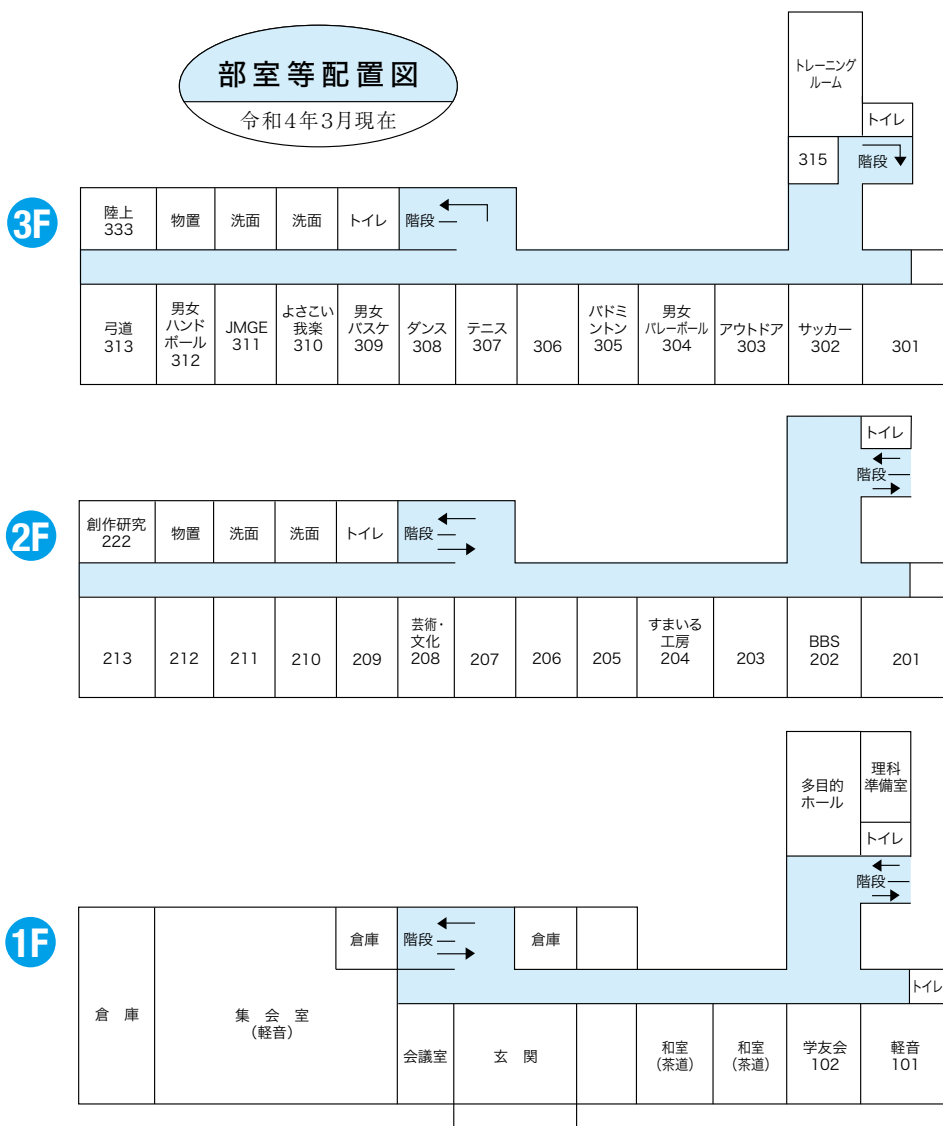 部室等配置図
令和4年3月現在
3F
トレーニング
ルーム
トイレ
315
階段
陸上
333
物置
洗面
洗面
トイレ
階段
弓道
313
男女
ハンド
ボール
312
JMGE
311
よさこい
我楽
310
男女
バスケ
309
ダンス
308
テニス
307
306
バドミ
ントン
305
男女
バレーボール
304
アウトドア
303
サッカー
302
301
2F
トイレ
階段
創作研究
222
物置
洗面
洗面
トイレ
階段
213
212
211
210
209
芸術・
文化
208
207
206
205
すまいる
工房
204
203
BBS
202
201
1F
多目的
ホール
理科
準備室
トイレ
階段
倉庫
集会室
(軽音)
倉庫
階段
倉庫
トイレ
会議室
玄関
和室
(茶道)
和室
(茶道)
学友会
102
軽音
101